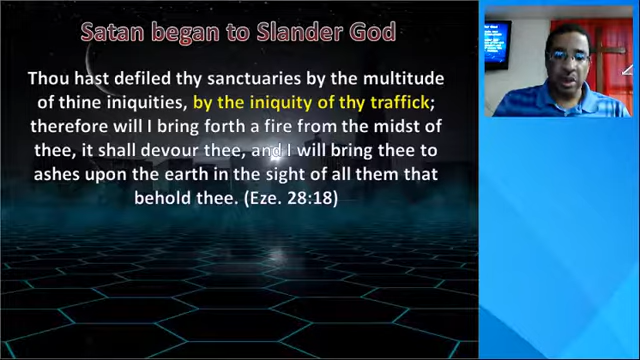 Satan began to Slander God
Thou hast defiled thy sanctuaries by the multitude
of thine iniquities, by the iniquity of thy traffick;
therefore will I bring forth a fire from the midst of
thee, it shall devour thee, and I will bring thee to
ashes upon the earth in the sight of all them that
behold thee. (Eze. 28:18)